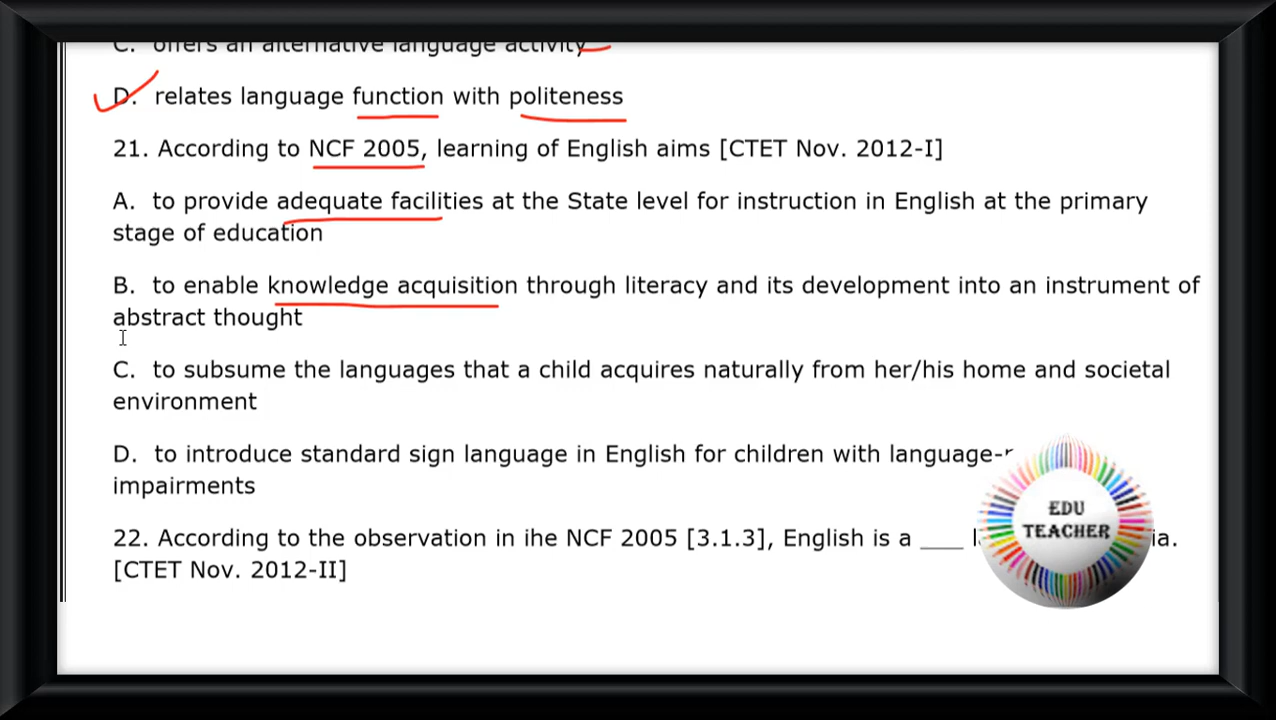 C. offers an alternative language activity
D. relates language function with politeness
21. According to NCF 2005, learning of English aims [CTET Nov. 2012-I]
A. to provide adequate facilities at the State level for instruction in English at the primary
stage of education
B. to enable knowledge acquisition through literacy and its development into an instrument of
abstract thought
C. to subsume the languages that a child acquires naturally from her/his home and societal
environment
D. to introduce standard sign language in English for children with
impairments
22. According to the observation in ihe NCF 2005 [3.1.3], English is a ____
[CTET Nov. 2012-II]
EDU
TEACHER